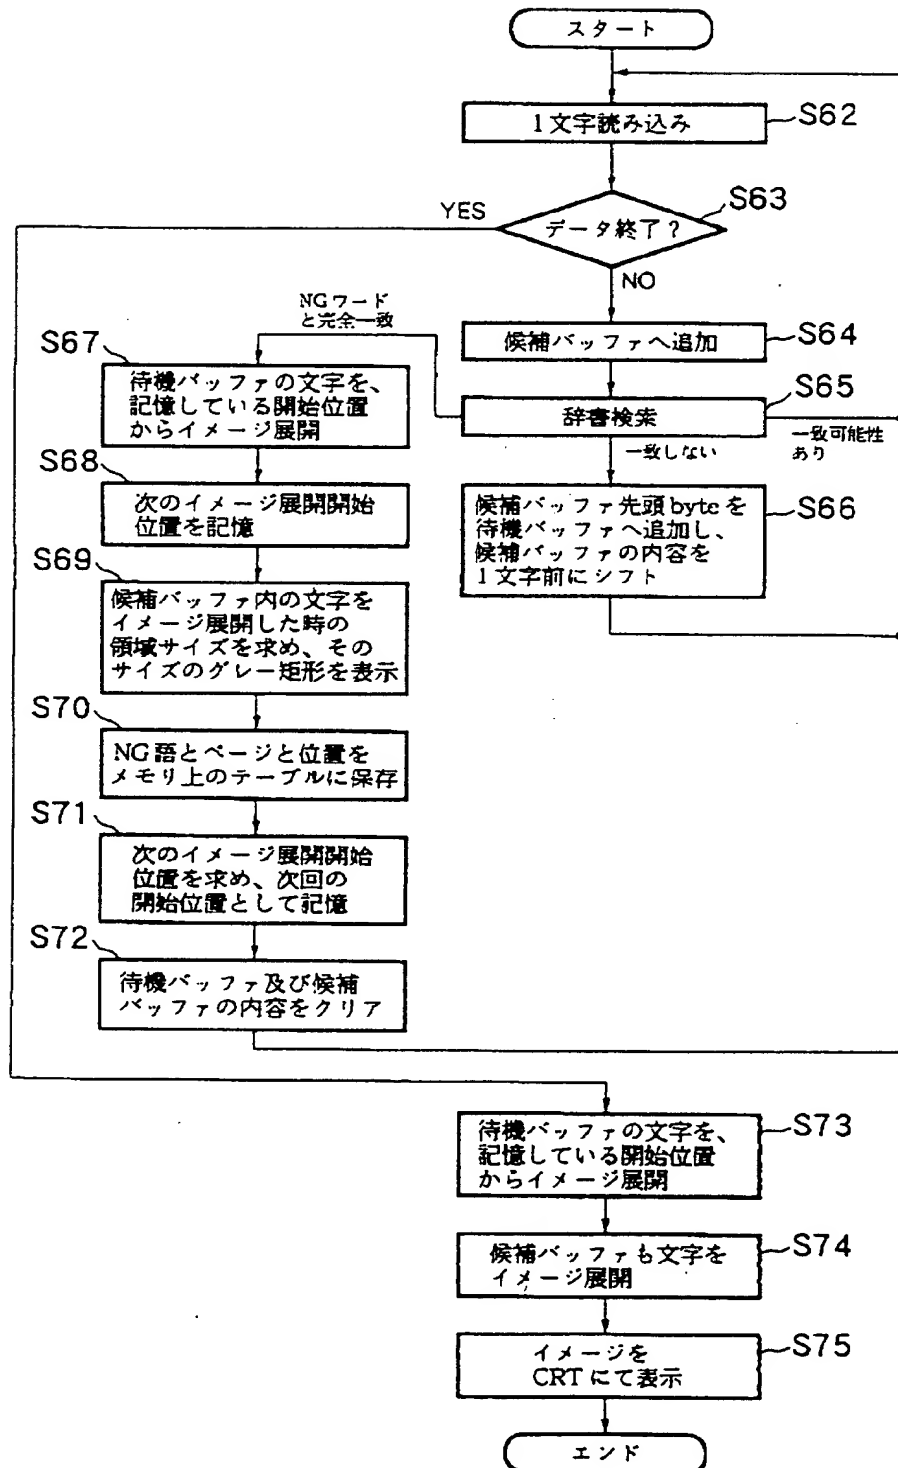 スタート
1文字読み込み
S62
データ終了?
S63
YES
NO
候補バッファへ追加
S64
辞書検索
S65
NGワード
と完全一致
一致しない
一致可能性
あり
候補バッファ先頭byteを
待機バッファへ追加し、
候補バッファの内容を
1文字前にシフト
S66
S67
待機バッファの文字を、
記憶している開始位置
からイメージ展開
S68
次のイメージ展開開始
位置を記憶
S69
候補バッファ内の文字を
イメージ展開した時の
領域サイズを求め、その
サイズのグレー矩形を表示
S70
NG語とページと位置を
メモリ上のテーブルに保存
S71
次のイメージ展開開始
位置を求め、次回の
開始位置として記憶
S72
待機バッファ及び候補
バッファの内容をクリア
待機バッファの文字を、
記憶している開始位置
からイメージ展開
S73
候補バッファも文字を
イメージ展開
S74
イメージを
CRTにて表示
S75
エンド